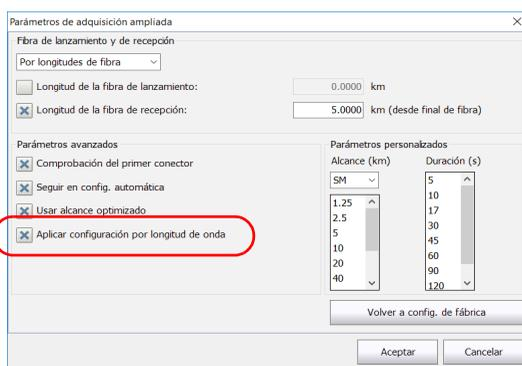 Parámetros de adquisición ampliada
Fibra de lanzamiento y de recepción
Por longitudes de fibra
Longitud de la fibra de lanzamiento: 0.0000 km
Longitud de la fibra de recepción: 5.0000 km (desde final de fibra)
Parámetros avanzados
Comprobación del primer conector
Seguir en config. automática
Usar alcance optimizado
Aplicar configuración por longitud de onda
Parámetros personalizados
Alcance (km) Duración (s)
SM
1.25
2.5
5
10
20
40
5
10
17
30
45
60
90
120
Volver a config. de fábrica
Aceptar Cancelar